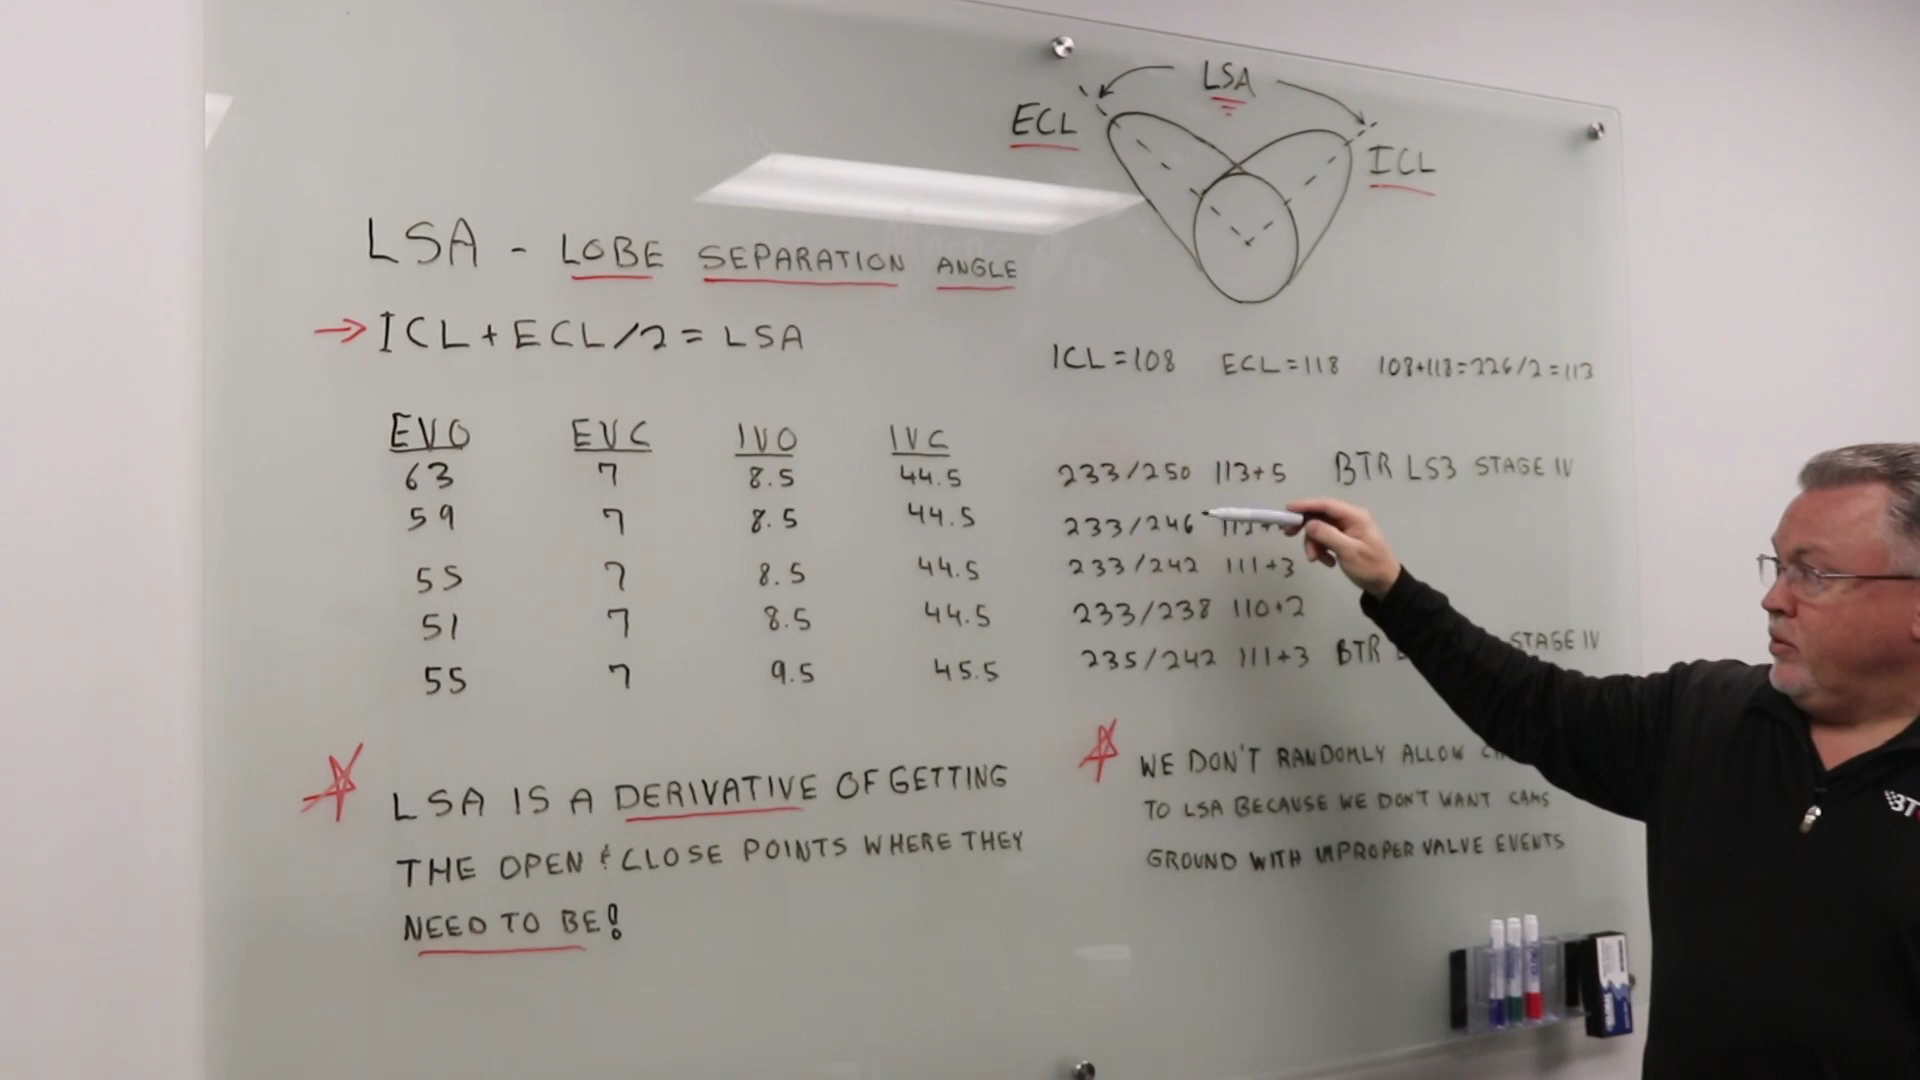 LSA
ECL
ICL
LSA - LOBE SEPARATION ANGLE
→ ICL + ECL/2 = LSA
ICL = 108 ECL = 118 108+118=226/2=113
EVO EVC IVO IVC
63 7 8.5 44.5 233/250 113+5 BTR LS3 STAGE IV
59 7 8.5 44.5 233/246
55 7 8.5 44.5 233/242 111+3
51 7 8.5 44.5 233/238 110+2
55 7 9.5 45.5 235/242 111+3 BTR STAGE IV
LSA IS A DERIVATIVE OF GETTING
THE OPEN & CLOSE POINTS WHERE THEY
NEED TO BE!
WE DON'T RANDOMLY ALLOW
TO LSA BECAUSE WE DON'T WANT CAMS
GROUND WITH IMPROPER VALVE EVENTS